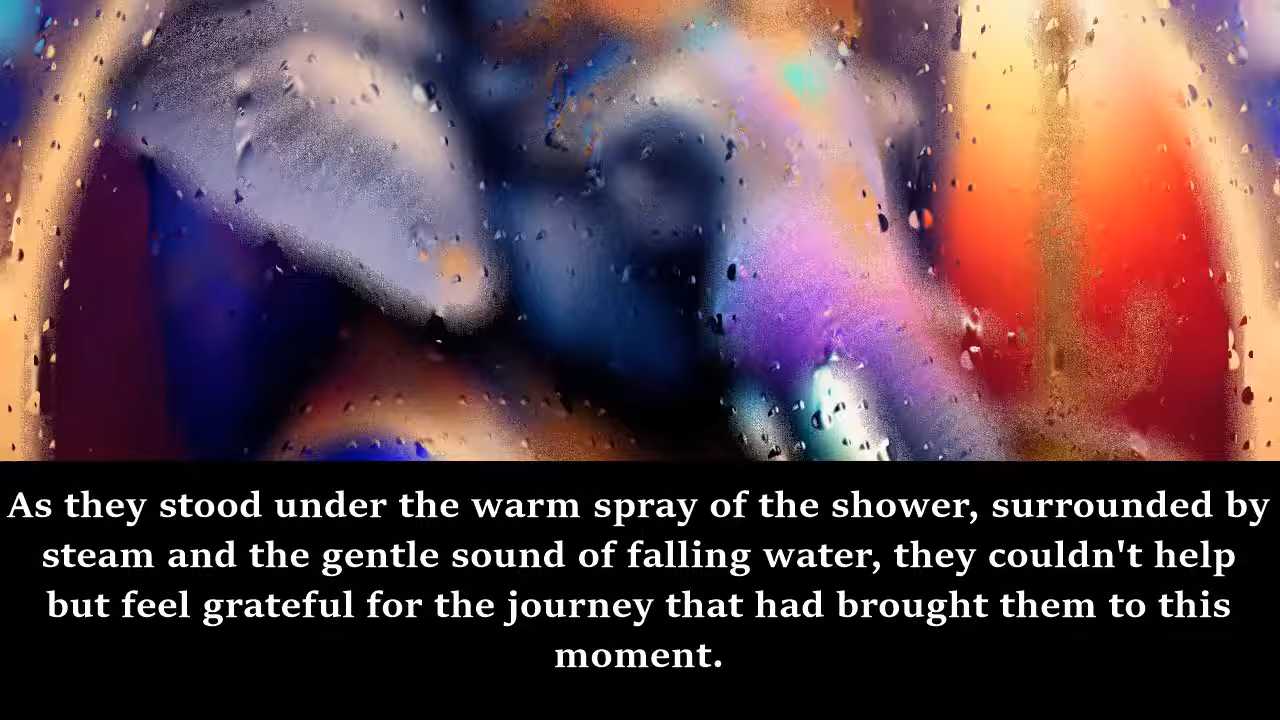 As they stood under the warm spray of the shower, surrounded by
steam and the gentle sound of falling water, they couldn't help
but feel grateful for the journey that had brought them to this
moment.